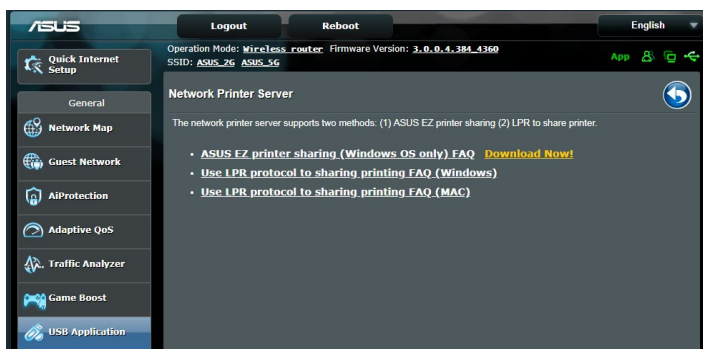 ASUS
Logout
Reboot
English
Operation Mode: Wireless router Firmware Version: 3.0.0.4.384_4360
SSID: ASUS_2G ASUS_5G
App
Quick Internet
Setup
General
Network Map
Guest Network
AiProtection
Adaptive QoS
Traffic Analyzer
Game Boost
USB Application
Network Printer Server
The network printer server supports two methods: (1) ASUS EZ printer sharing (2) LPR to share printer.
• ASUS EZ printer sharing (Windows OS only) FAQ Download Now!
• Use LPR protocol to sharing printing FAQ (Windows)
• Use LPR protocol to sharing printing FAQ (MAC)